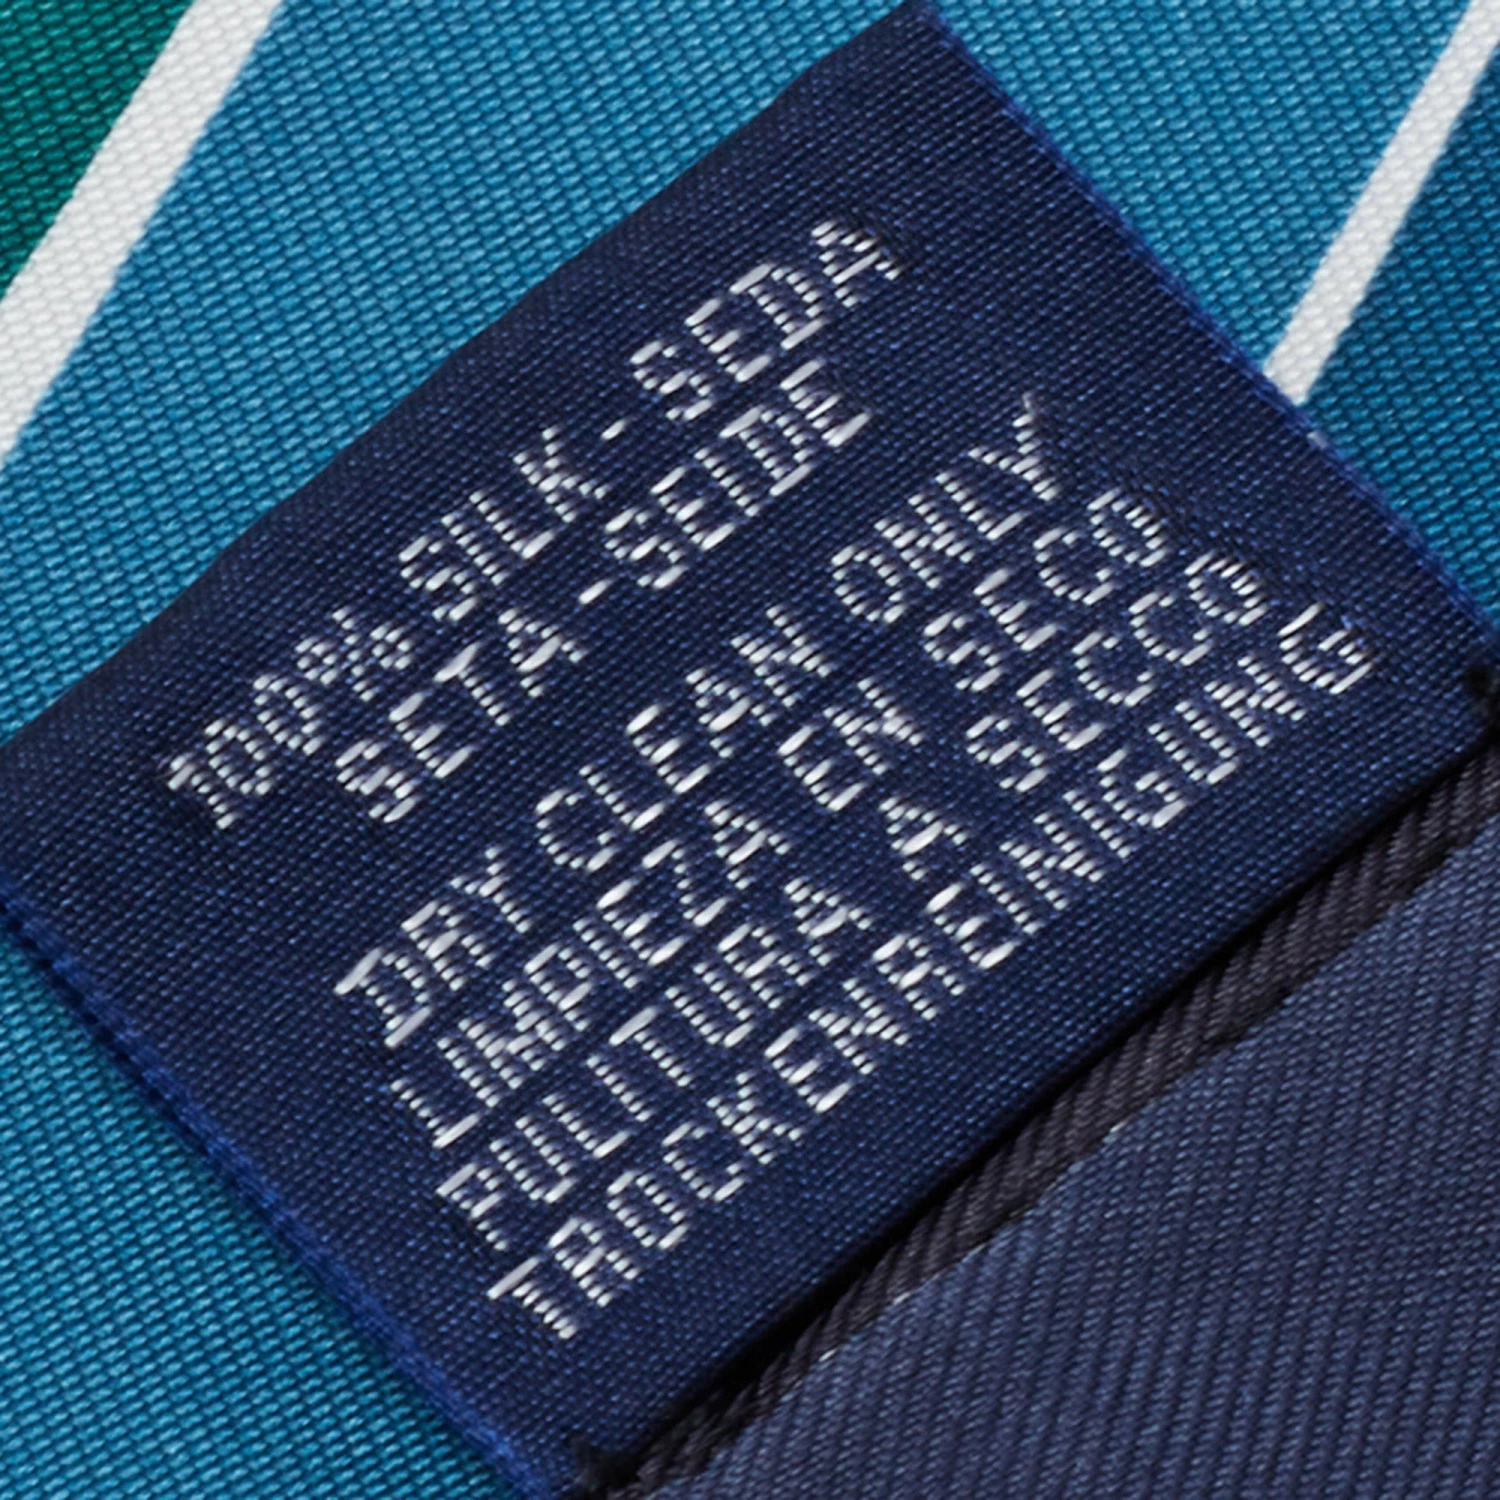 100% SILK - SEDA
SETA - SEIDE
DRY CLEAN ONLY
LIMPIEZA EN SECO
PULITURA A SECCO
TROCKENREINIGUNG